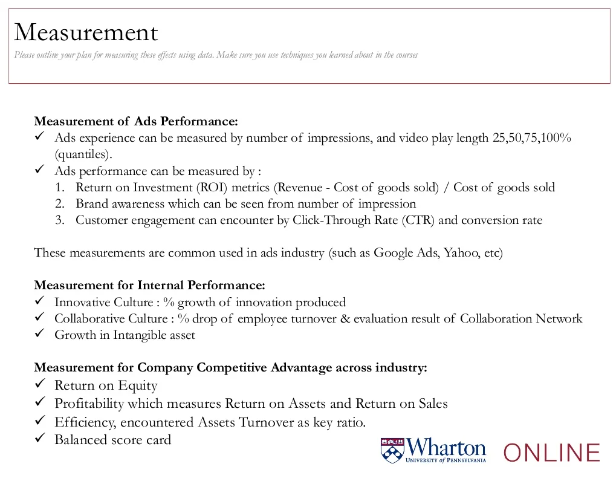 Measurement
Please outline your plan for measuring these effects using data. Make sure you use techniques you learned about in the courses
Measurement of Ads Performance:
✓ Ads experience can be measured by number of impressions, and video play length 25,50,75,100%
(quantiles).
✓ Ads performance can be measured by :
1. Return on Investment (ROI) metrics (Revenue - Cost of goods sold) / Cost of goods sold
2. Brand awareness which can be seen from number of impression
3. Customer engagement can encounter by Click-Through Rate (CTR) and conversion rate
These measurements are common used in ads industry (such as Google Ads, Yahoo, etc)
Measurement for Internal Performance:
✓ Innovative Culture : % growth of innovation produced
✓ Collaborative Culture : % drop of employee turnover & evaluation result of Collaboration Network
✓ Growth in Intangible asset
Measurement for Company Competitive Advantage across industry:
✓ Return on Equity
✓ Profitability which measures Return on Assets and Return on Sales
✓ Efficiency, encountered Assets Turnover as key ratio.
✓ Balanced score card
Wharton ONLINE
UNIVERSITY of PENNSYLVANIA